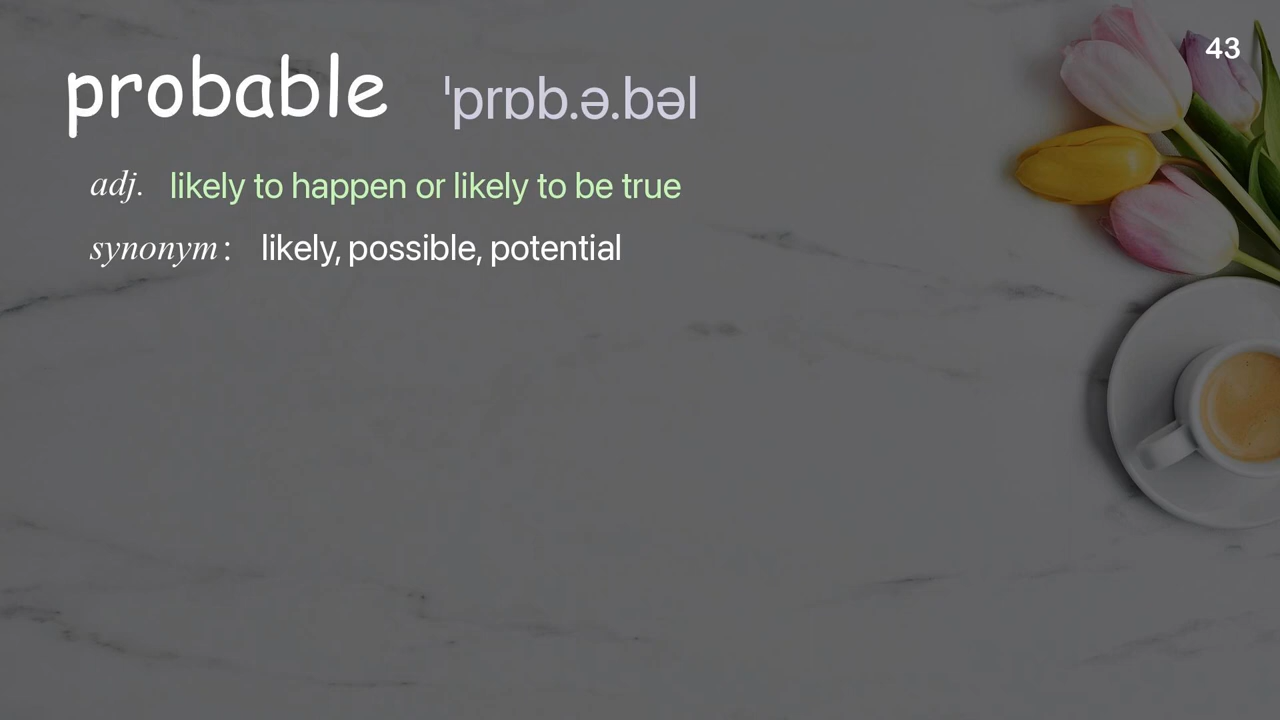 43
probable ˈprɒb.ə.bəl
adj. likely to happen or likely to be true
synonym: likely, possible, potential